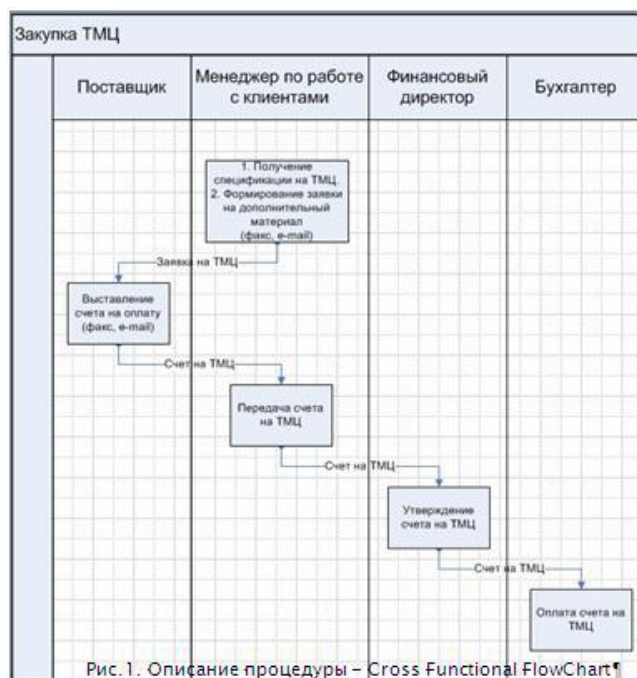 Закупка ТМЦ
Поставщик
Менеджер по работе
с клиентами
Финансовый
директор
Бухгалтер
1. Получение
спецификации на ТМЦ.
2. Формирование заявки
на дополнительный
материал
(факс, e-mail)
Заявка на ТМЦ
Выставление
счета на оплату
(факс, e-mail)
Счет на ТМЦ
Передача счета
на ТМЦ
Счет на ТМЦ
Утверждение
счета на ТМЦ
Счет на ТМЦ
Оплата счета на
ТМЦ
Рис.1. Описание процедуры – Cross Functional FlowChart¶